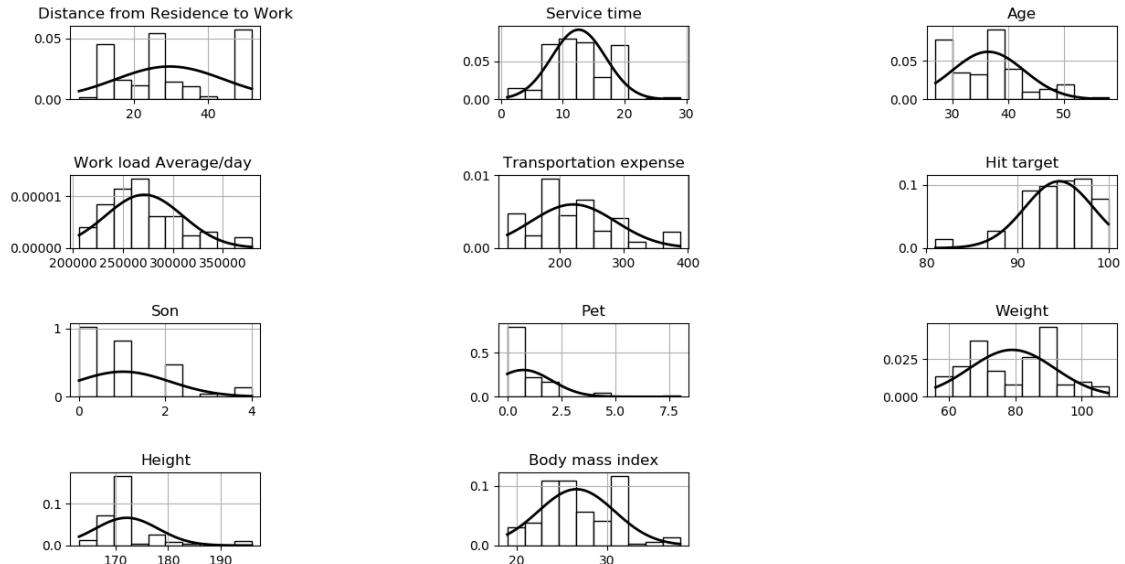 Distance from Residence to Work
0.05
0.00
20 40
Service time
0.05
0.00
0 10 20 30
Age
0.05
0.00
30 40 50
Work load Average/day
0.00001
0.00000
200000 250000 300000 350000
Transportation expense
0.01
0.00
200 300 400
Hit target
0.1
0.0
80 90 100
Son
1
0
0 2 4
Pet
0.5
0.0
0.0 2.5 5.0 7.5
Weight
0.025
0.000
60 80 100
Height
0.1
0.0
170 180 190
Body mass index
0.1
0.0
20 30